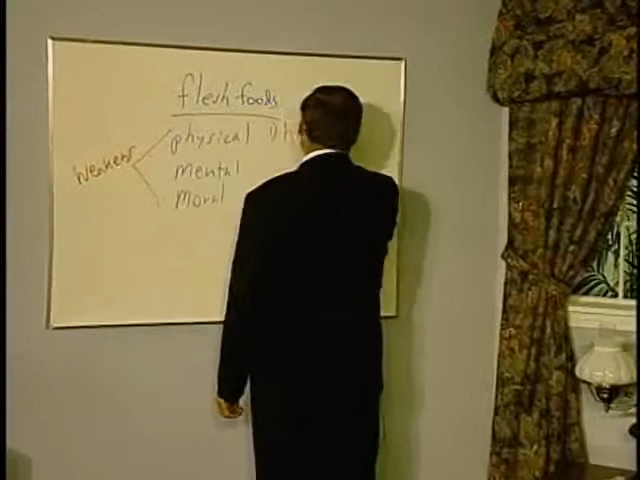 flesh foods
physical
weakens
mental
moral